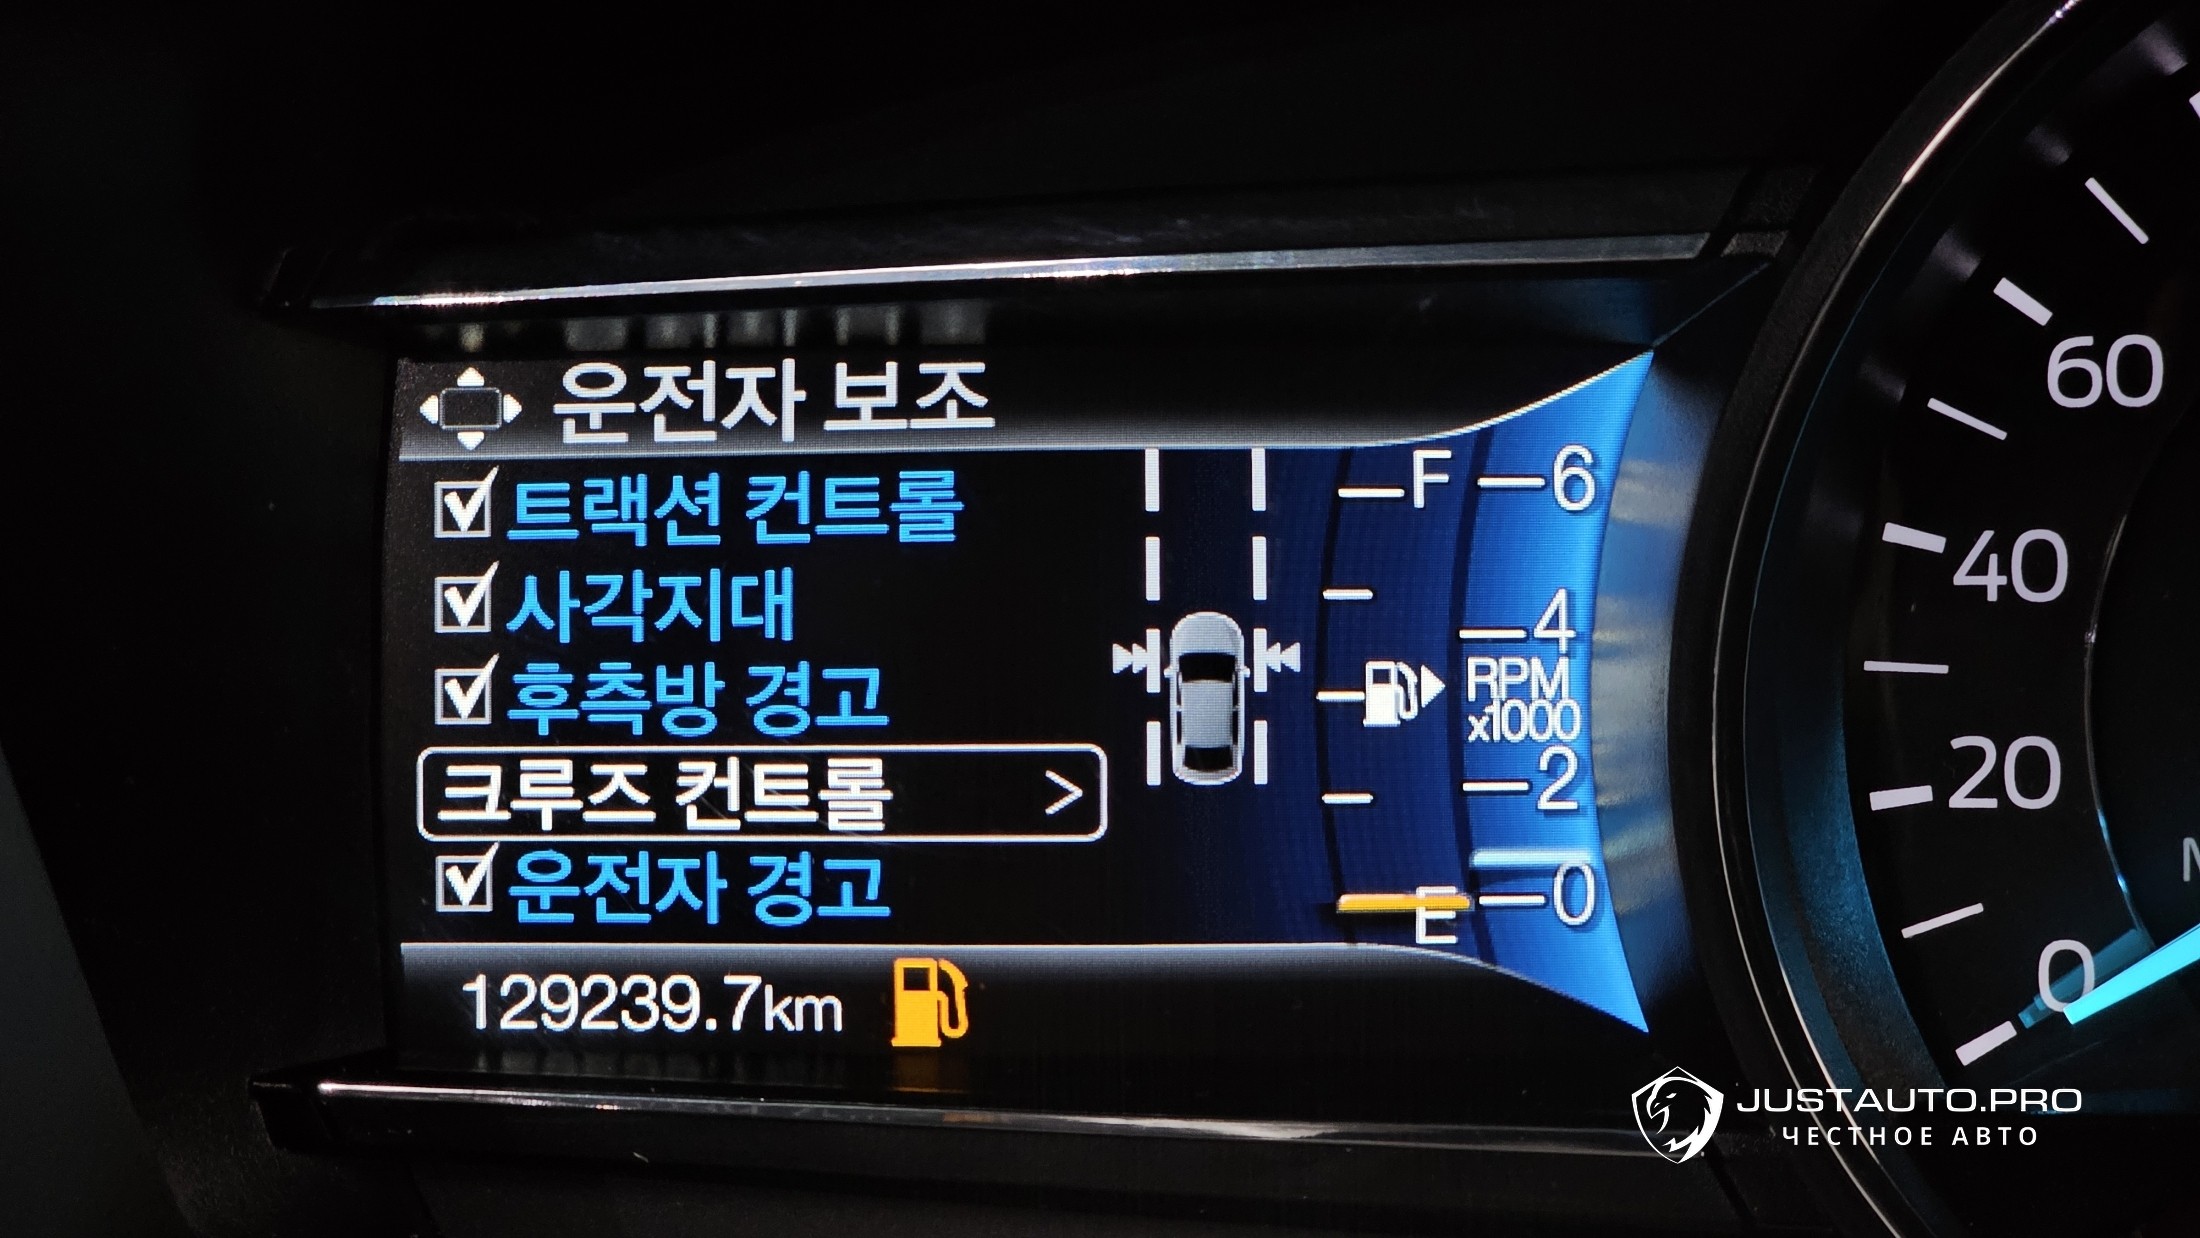 운전자 보조
트랙션 컨트롤
사각지대
후측방 경고
크루즈 컨트롤 >
운전자 경고
129239.7km
F
E
6
4
RPM
x1000
2
0
60
40
20
0
JUSTAUTO.PRO
ЧЕСТНОЕ АВТО